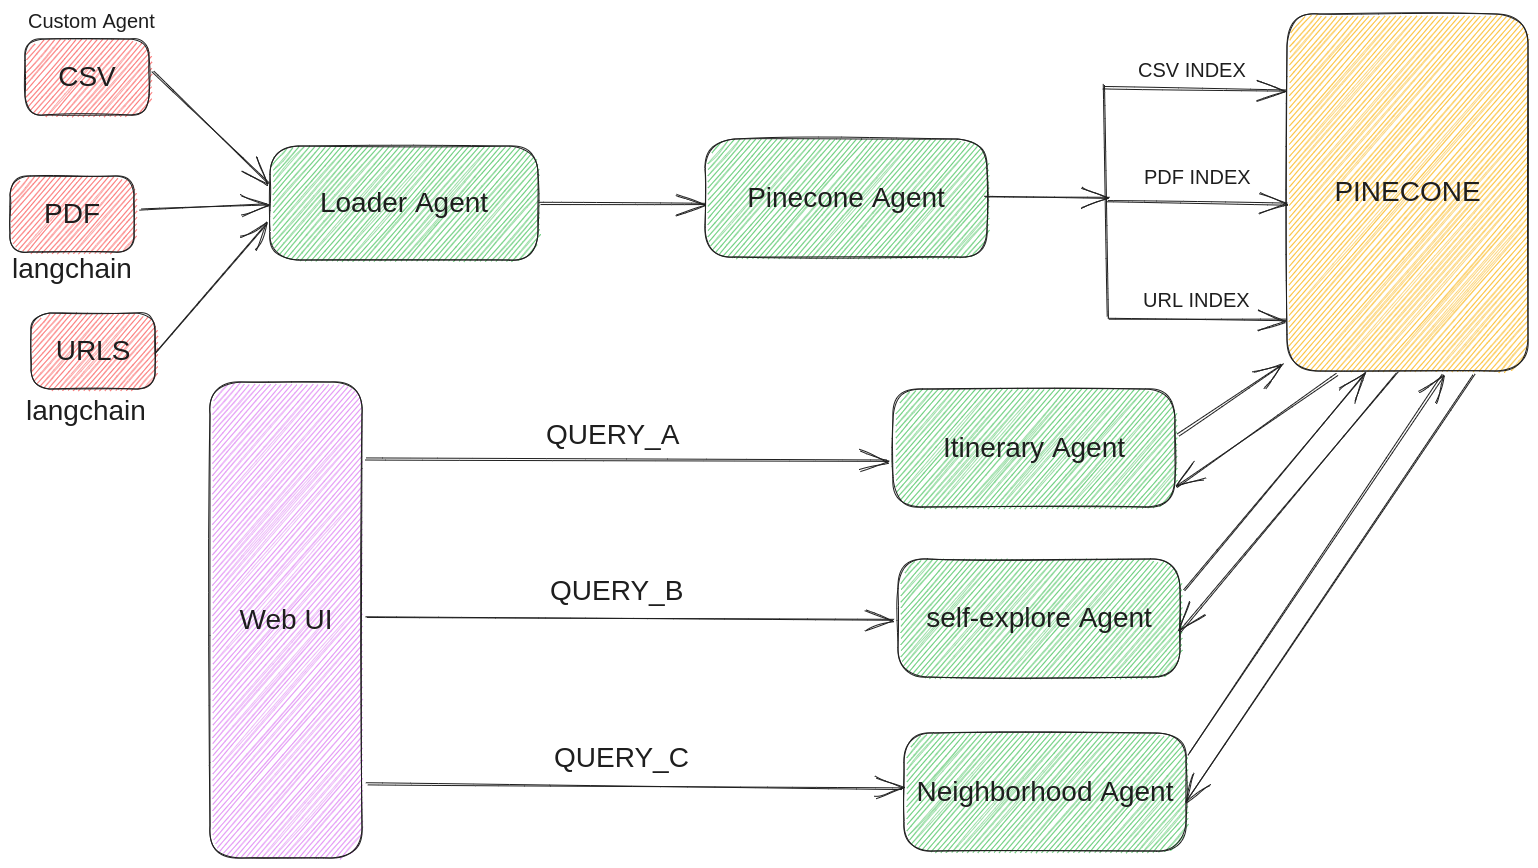 Custom Agent
CSV
PDF
langchain
URLS
langchain
Loader Agent
Pinecone Agent
CSV INDEX
PDF INDEX
URL INDEX
PINECONE
Web UI
QUERY_A
Itinerary Agent
QUERY_B
self-explore Agent
QUERY_C
Neighborhood Agent